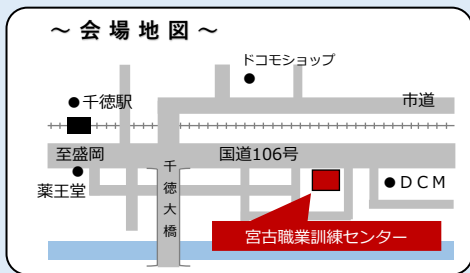 ～会場地図～
ドコモショップ
●千徳駅
市道
至盛岡
国道106号
薬王堂
千徳大橋
●DCM
宮古職業訓練センター